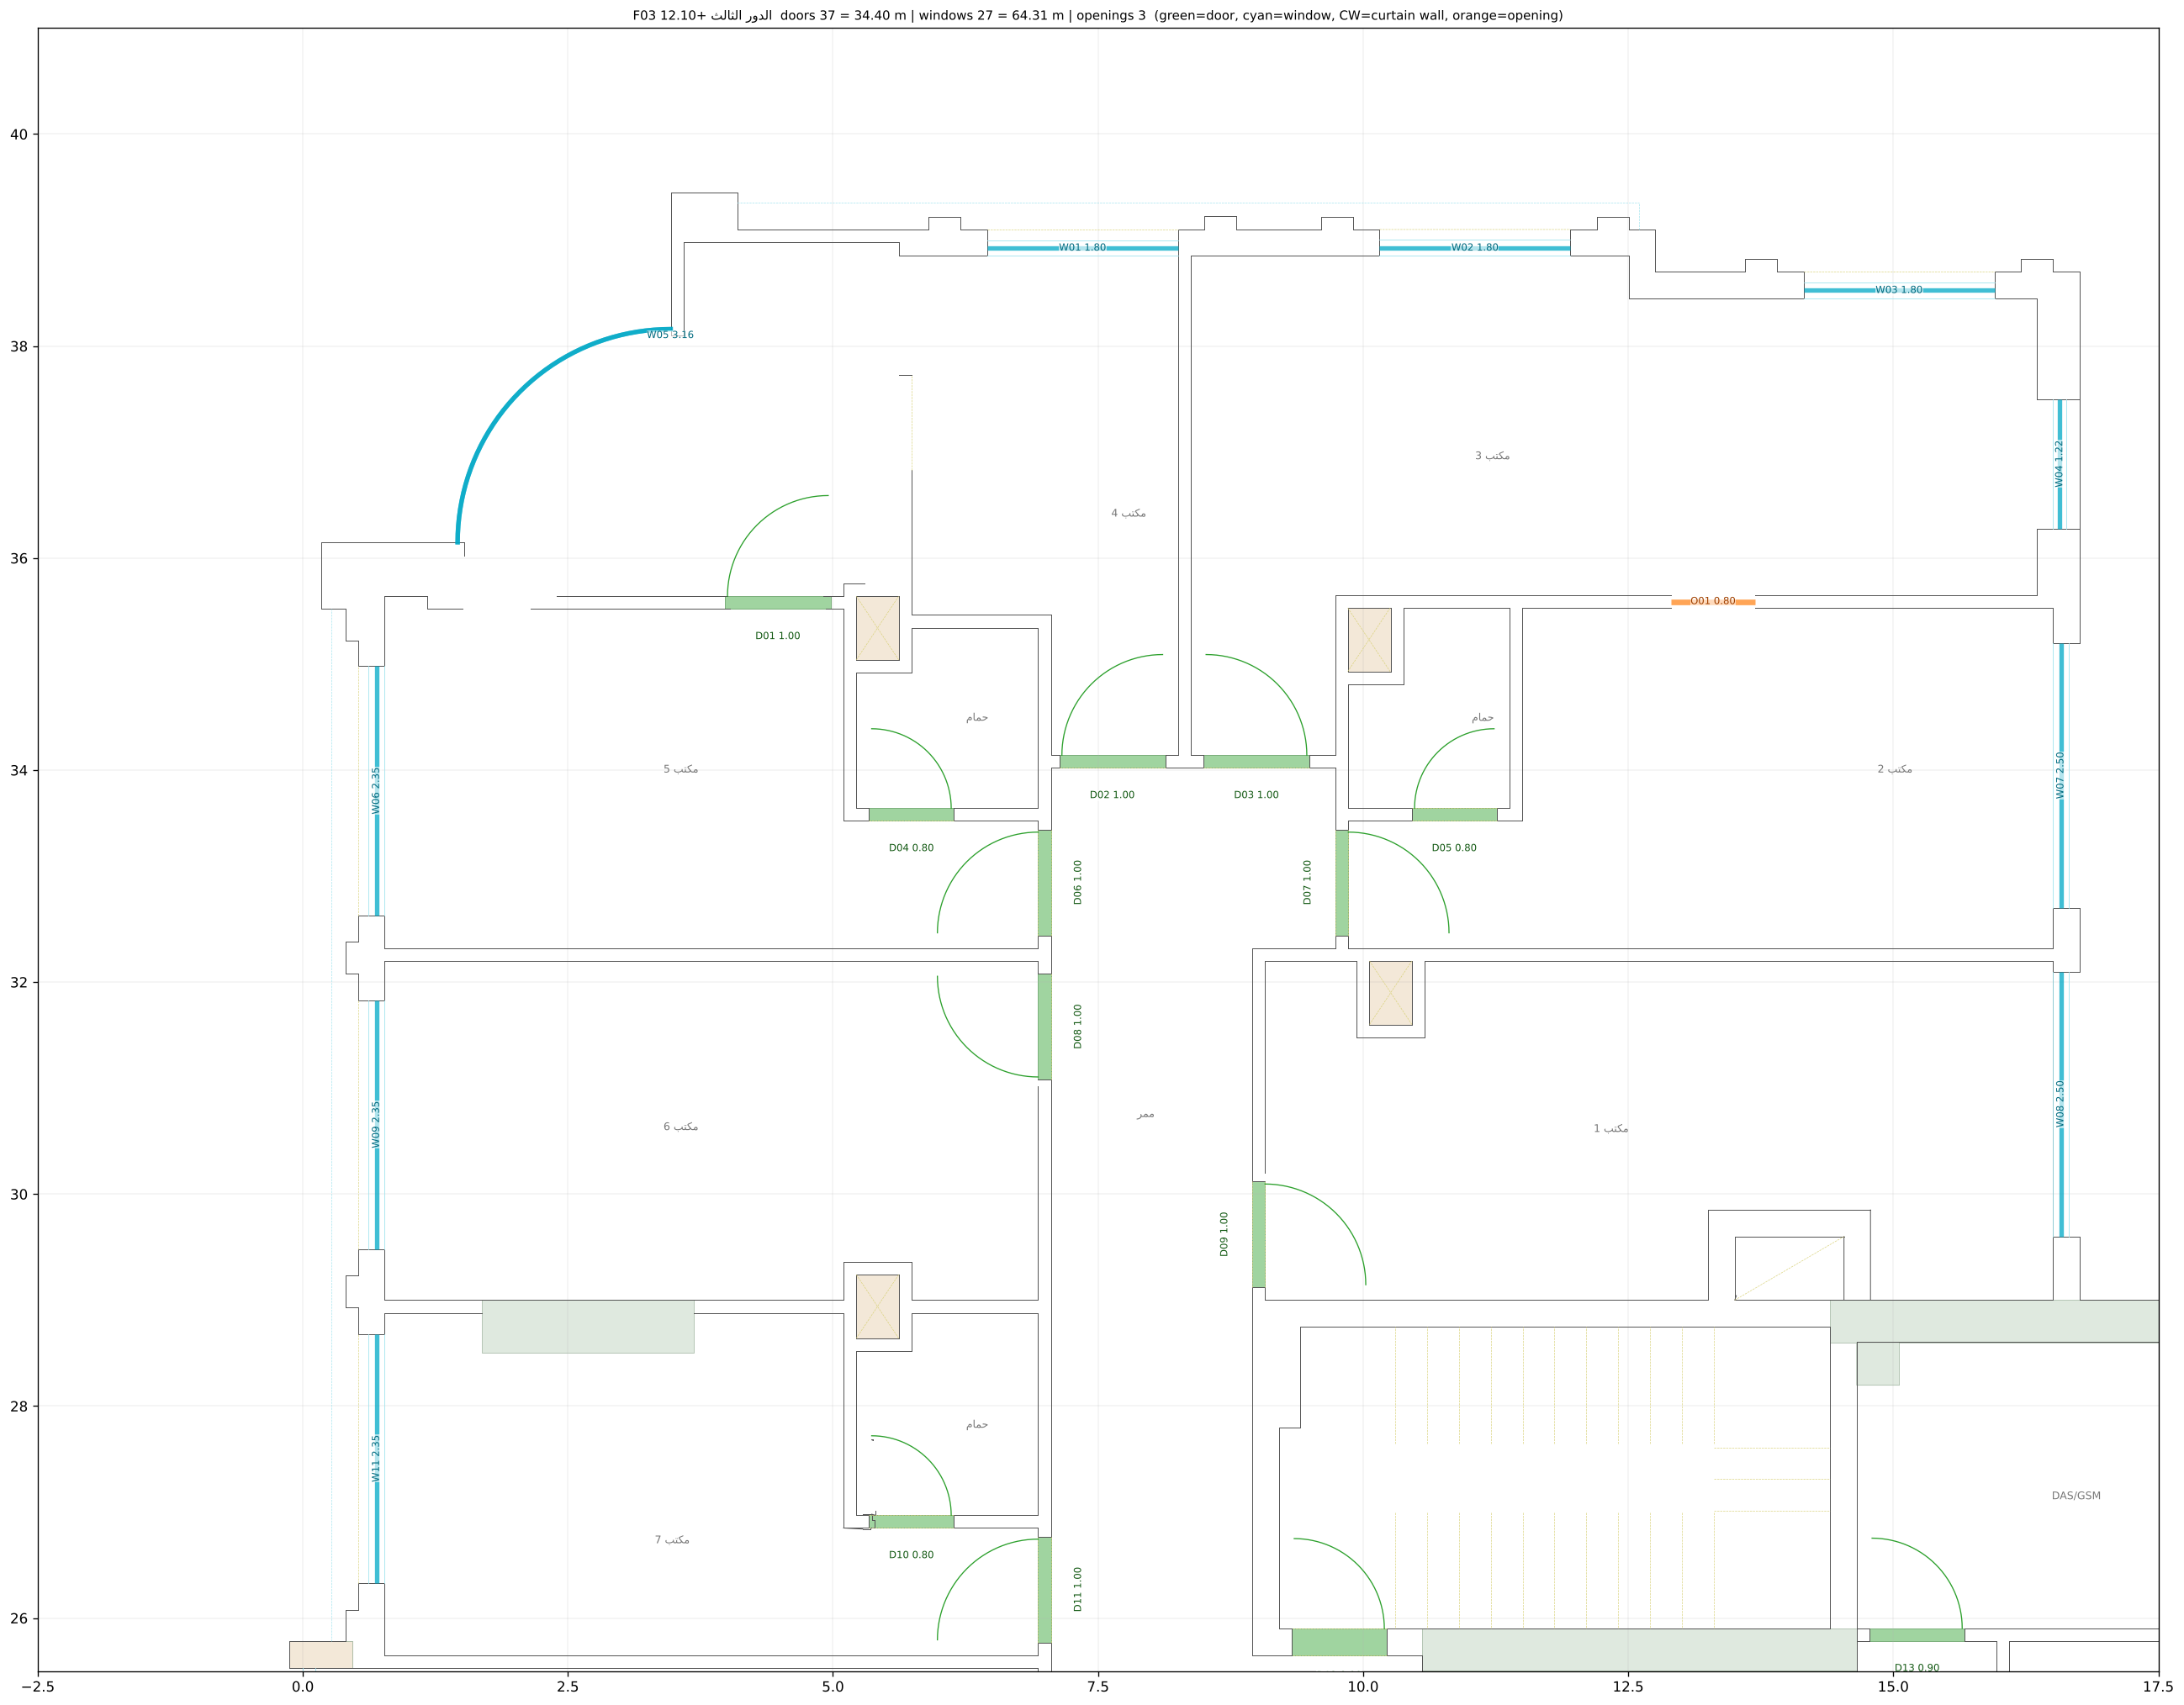 F03 12.10+ الدور الثالث  doors 37 = 34.40 m | windows 27 = 64.31 m | openings 3  (green=door, cyan=window, CW=curtain wall, orange=opening)
40
W01 1.80
W02 1.80
W03 1.80
38
W05 3.16
مكتب 3
W04 1.22
مكتب 4
36
O01 0.80
D01 1.00
حمام
حمام
34
مكتب 5
W06 2.35
D02 1.00
D03 1.00
مكتب 2
W07 2.50
D04 0.80
D05 0.80
D06 1.00
D07 1.00
32
D08 1.00
مكتب 6
W09 2.35
ممر
مكتب 1
W08 2.50
30
D09 1.00
28
حمام
W11 2.35
مكتب 7
DAS/GSM
D10 0.80
D11 1.00
26
D13 0.90
−2.5
0.0
2.5
5.0
7.5
10.0
12.5
15.0
17.5